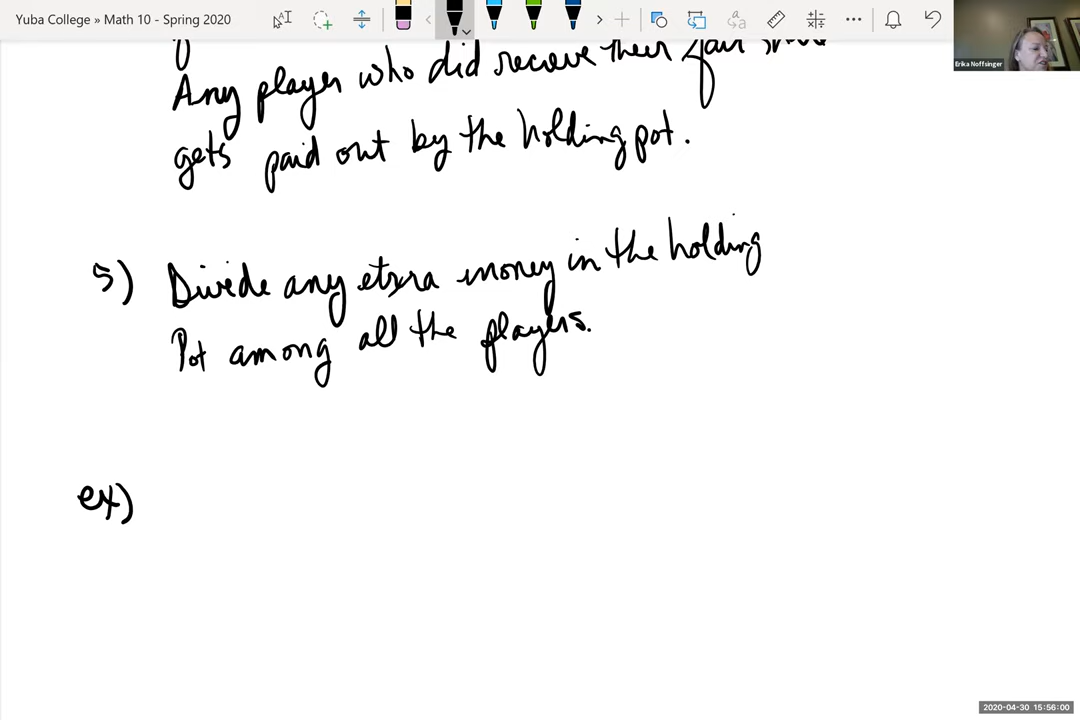 Yuba College » Math 10 - Spring 2020
Erika Noffsinger
Any player who did recieve their fair
gets paid out by the holding pot.
5) Divide any etxra money in the holding
Pot among all the players.
ex)
2020-04-30 15:56:00